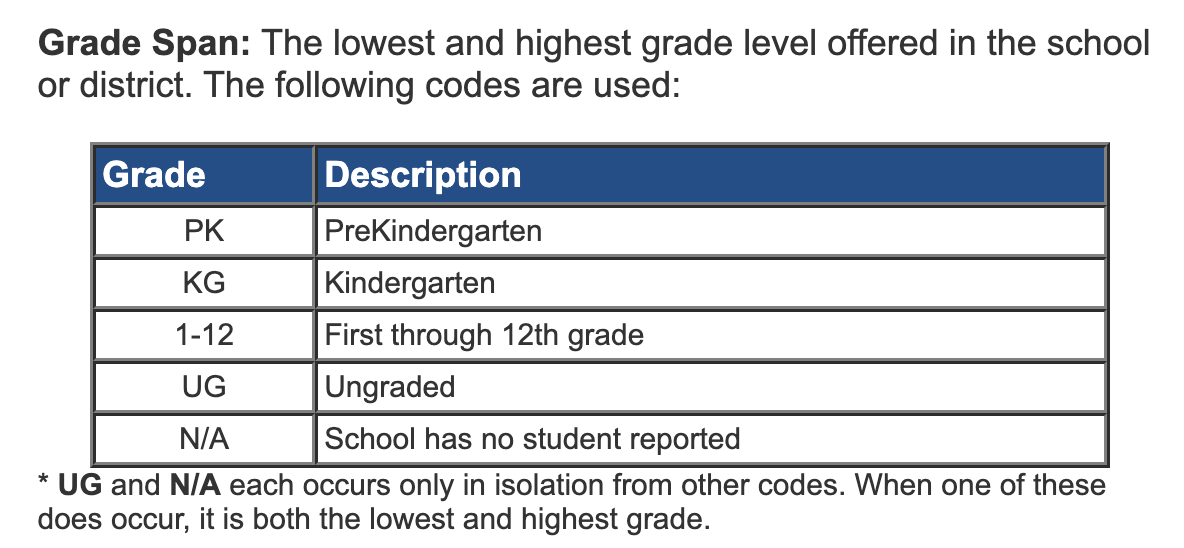 Grade Span: The lowest and highest grade level offered in the school
or district. The following codes are used:
Grade Description
PK PreKindergarten
KG Kindergarten
1-12 First through 12th grade
UG Ungraded
N/A School has no student reported
* UG and N/A each occurs only in isolation from other codes. When one of these
does occur, it is both the lowest and highest grade.